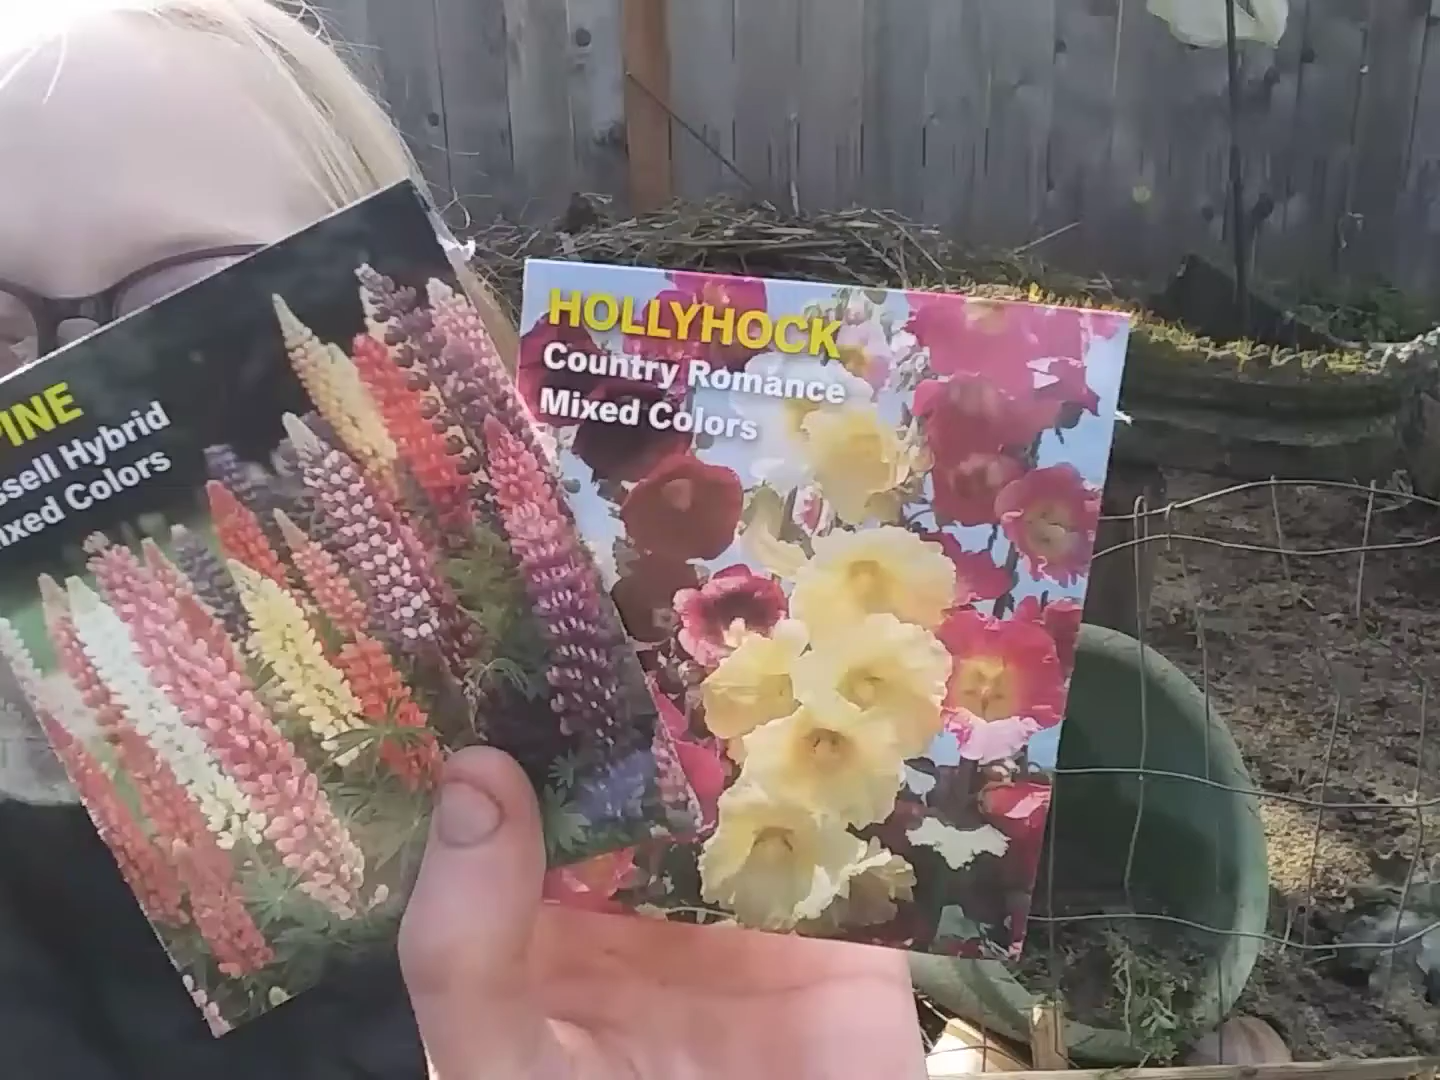 PINE
ssell Hybrid
ixed Colors
HOLLYHOCK
Country Romance
Mixed Colors